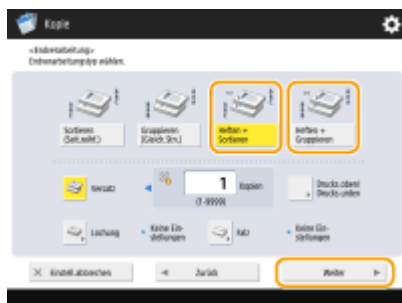 Kopie
<Endverarbeitung>
Endverarbeitungstyp wählen.
Sortieren
(Seit.reihf.)
Gruppieren
(Gleich.Stn.)
Heften +
Sortieren
Heften +
Gruppieren
Versatz
1 Kopien
(1-9999)
Drucks.oben/
Drucks.unten
Lochung
Keine Ein-
stellungen
Falz
Keine Ein-
stellungen
Einstell.abbrechen
Zurück
Weiter